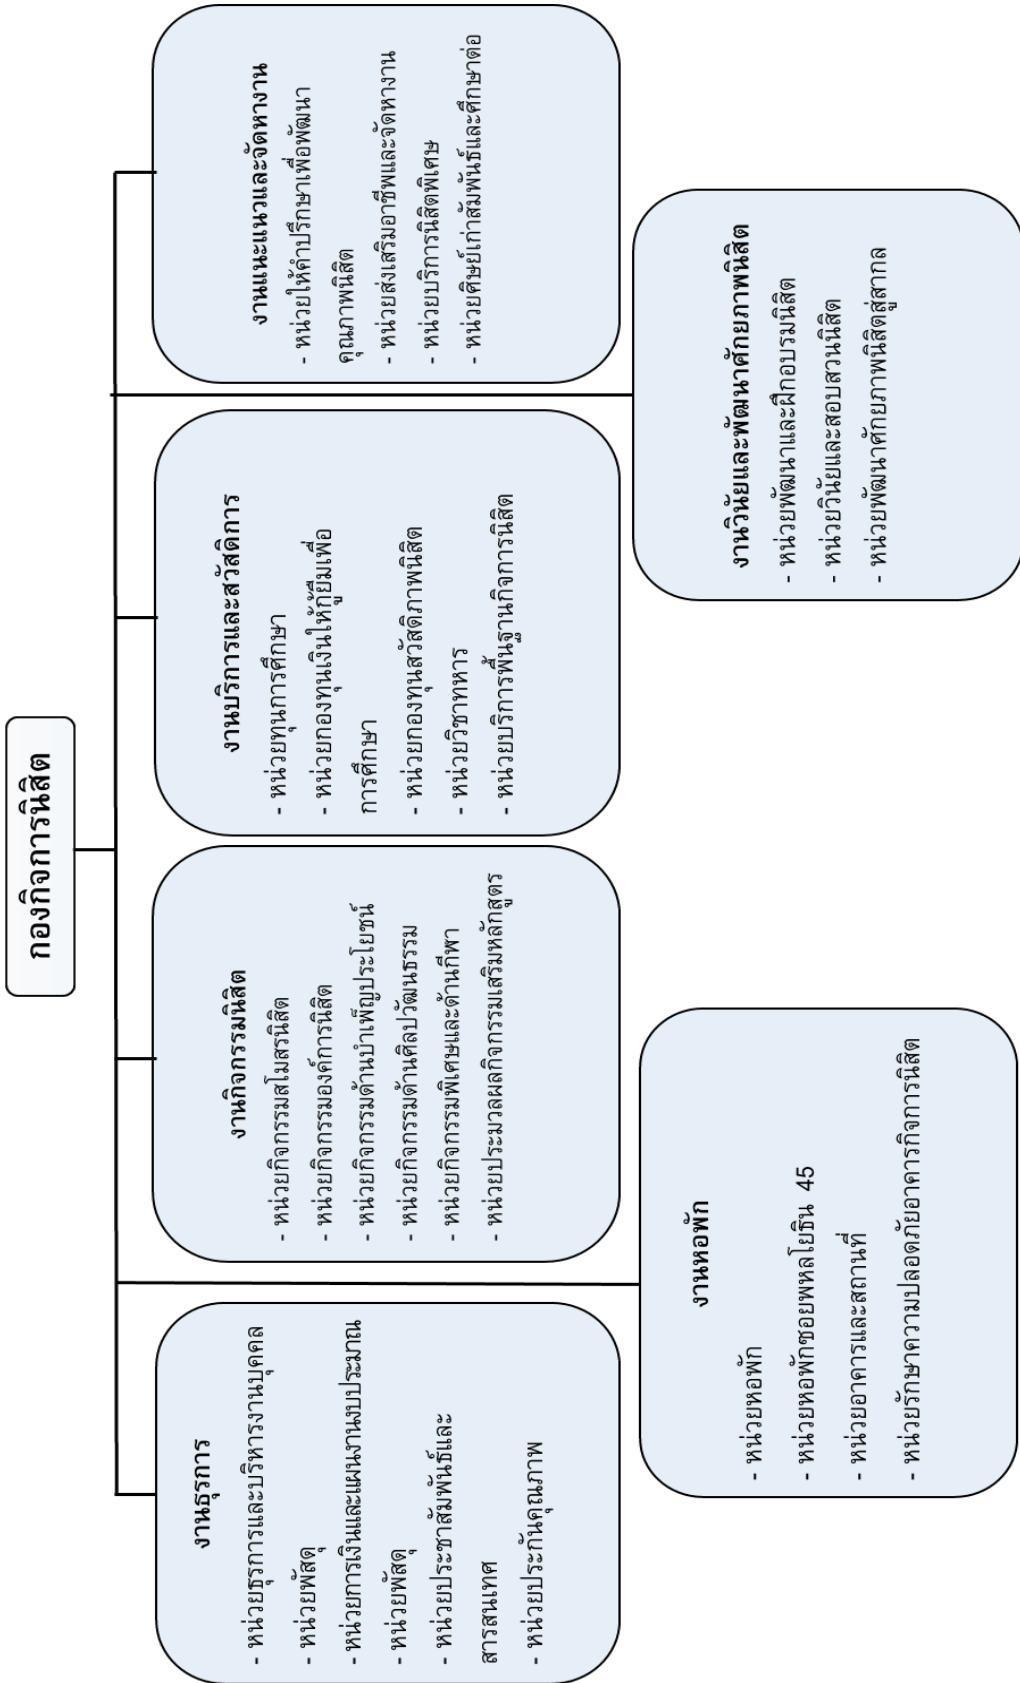 กองกิจการนิสิต
งานธุรการ
- หน่วยธุรการและบริหารงานบุคคล
- หน่วยพัสดุ
- หน่วยการเงินและแผนงานงบประมาณ
- หน่วยพัสดุ
- หน่วยประชาสัมพันธ์และ
สารสนเทศ
- หน่วยประกันคุณภาพ
งานกิจกรรมนิสิต
- หน่วยกิจกรรมสโมสรนิสิต
- หน่วยกิจกรรมองค์การนิสิต
- หน่วยกิจกรรมด้านบำเพ็ญประโยชน์
- หน่วยกิจกรรมด้านศิลปวัฒนธรรม
- หน่วยกิจกรรมพิเศษและด้านกีฬา
- หน่วยประมวลผลกิจกรรมเสริมหลักสูตร
งานบริการและสวัสดิการ
- หน่วยทุนการศึกษา
- หน่วยกองทุนเงินให้กู้ยืมเพื่อ
การศึกษา
- หน่วยกองทุนสวัสดิภาพนิสิต
- หน่วยวิชาทหาร
- หน่วยบริการพื้นฐานกิจการนิสิต
งานแนะแนวและจัดหางาน
- หน่วยให้คำปรึกษาเพื่อพัฒนา
คุณภาพนิสิต
- หน่วยส่งเสริมอาชีพและจัดหางาน
- หน่วยบริการนิสิตพิเศษ
- หน่วยศิษย์เก่าสัมพันธ์และศึกษาต่อ
งานหอพัก
- หน่วยหอพัก
- หน่วยหอพักซอยพหลโยธิน 45
- หน่วยอาคารและสถานที่
- หน่วยรักษาความปลอดภัยอาคารกิจการนิสิต
งานวินัยและพัฒนาศักยภาพนิสิต
- หน่วยพัฒนาและฝึกอบรมนิสิต
- หน่วยวินัยและสอบสวนนิสิต
- หน่วยพัฒนาศักยภาพนิสิตสู่สากล